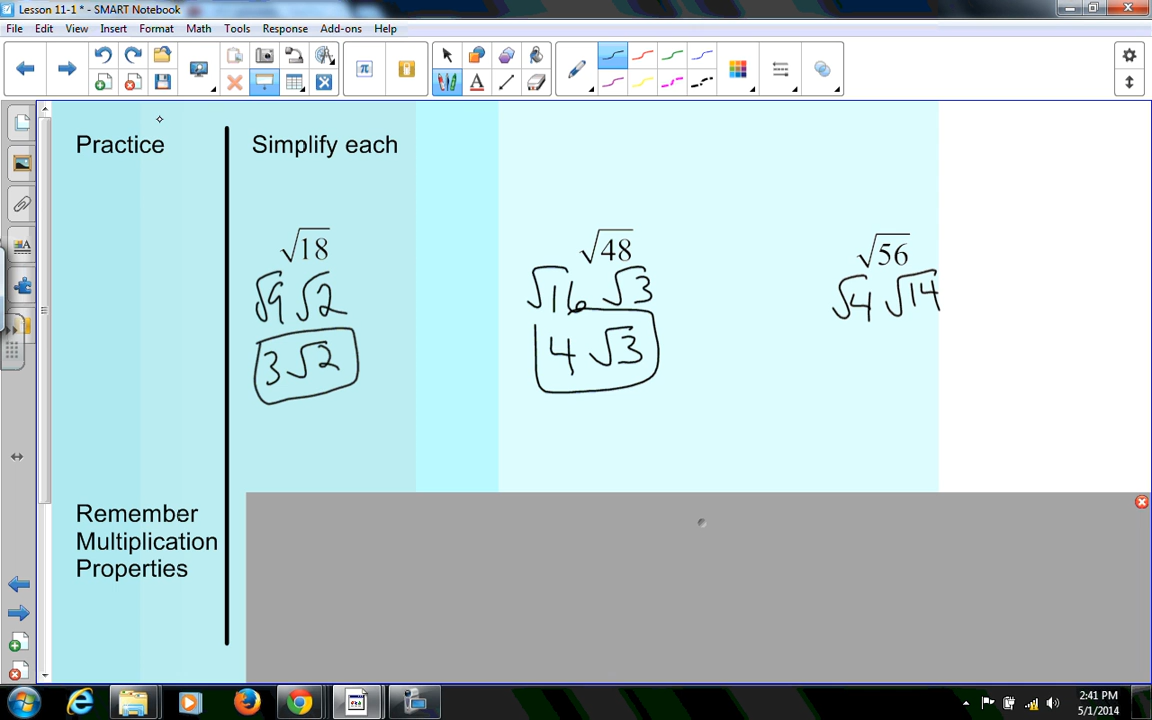 Lesson 11-1 * - SMART Notebook
File Edit View Insert Format Math Tools Response Add-ons Help
Practice
Simplify each
√18
√48
√56
√9 √2
√16 √3
√4 √14
3√2
4√3
Remember
Multiplication
Properties
2:41 PM
5/1/2014